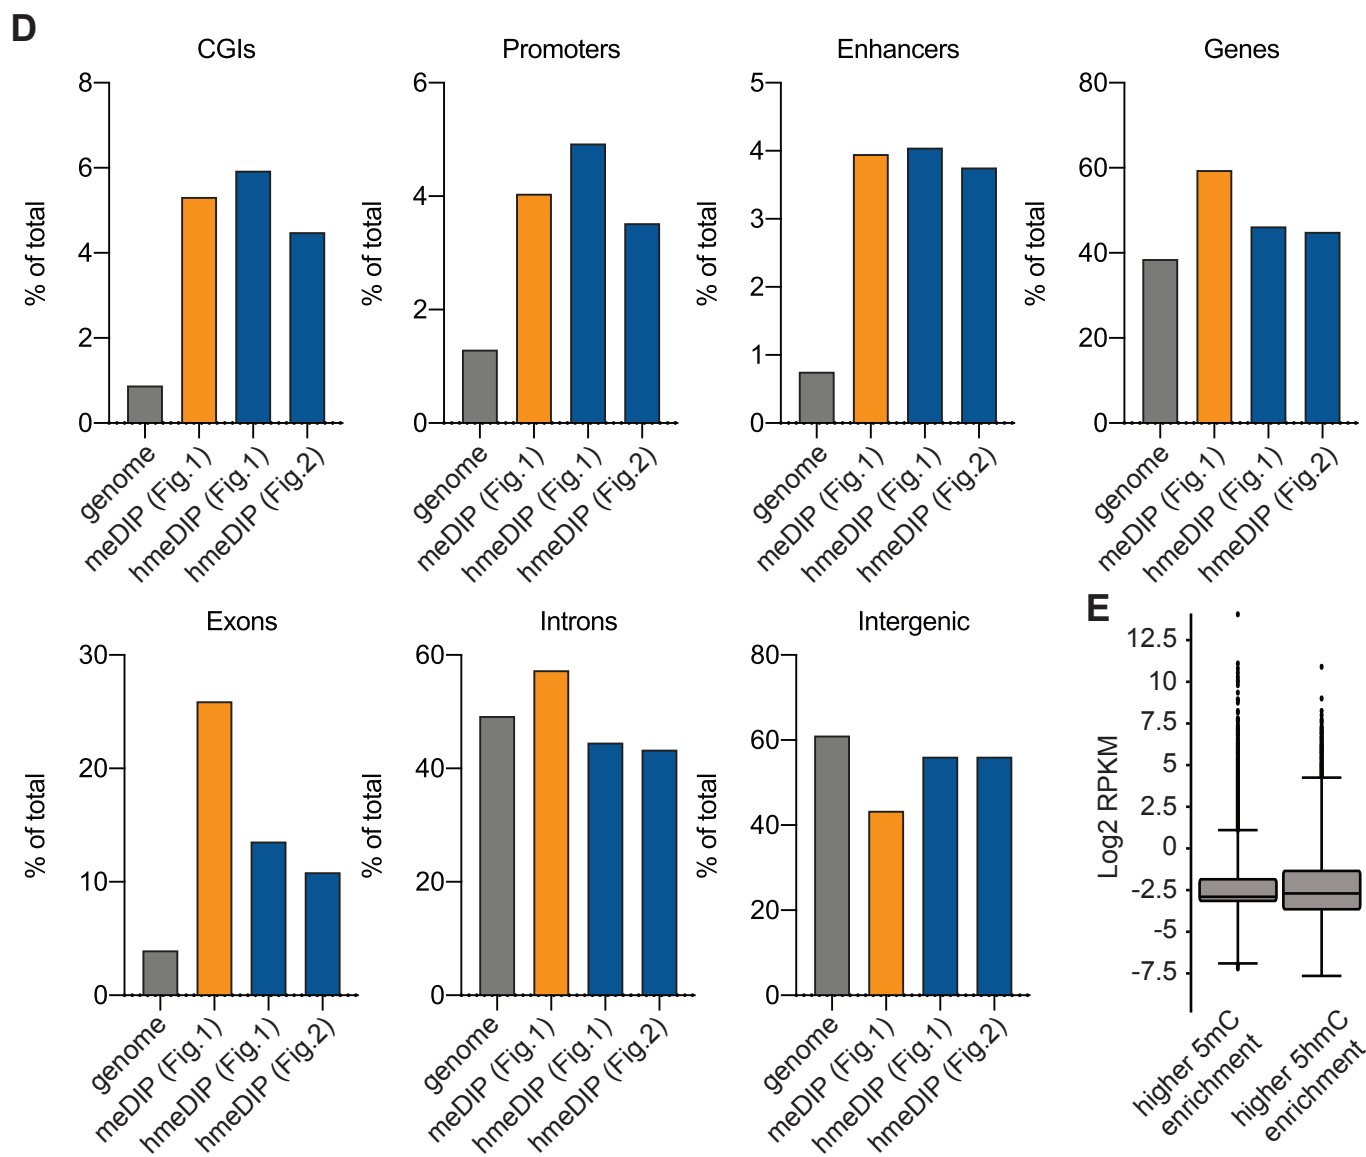 D
CGIs
8
6
4
2
0
% of total
genome
meDIP (Fig.1)
hmeDIP (Fig.1)
hmeDIP (Fig.2)
Promoters
6
4
2
0
% of total
genome
meDIP (Fig.1)
hmeDIP (Fig.1)
hmeDIP (Fig.2)
Enhancers
5
4
3
2
1
0
% of total
genome
meDIP (Fig.1)
hmeDIP (Fig.1)
hmeDIP (Fig.2)
Genes
80
60
40
20
0
% of total
genome
meDIP (Fig.1)
hmeDIP (Fig.1)
hmeDIP (Fig.2)
Exons
30
20
10
0
% of total
genome
meDIP (Fig.1)
hmeDIP (Fig.1)
hmeDIP (Fig.2)
Introns
60
40
20
0
% of total
genome
meDIP (Fig.1)
hmeDIP (Fig.1)
hmeDIP (Fig.2)
Intergenic
80
60
40
20
0
% of total
genome
meDIP (Fig.1)
hmeDIP (Fig.1)
hmeDIP (Fig.2)
E
12.5
10
7.5
5
2.5
0
-2.5
-5
-7.5
Log2 RPKM
higher 5mC
enrichment
higher 5hmC
enrichment